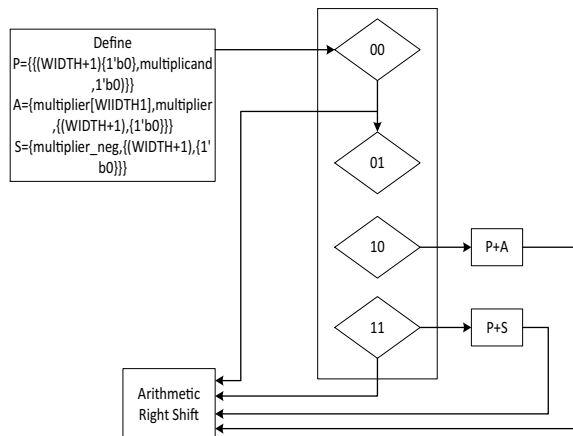 Define
P={{(WIDTH+1){1'b0},multiplicand
,1'b0)}}
A={multiplier[WIIDTH1],multiplier
,{(WIDTH+1),{1'b0}}}
S={multiplier_neg,{(WIDTH+1),{1'
b0}}}
00
01
10
P+A
11
P+S
Arithmetic
Right Shift